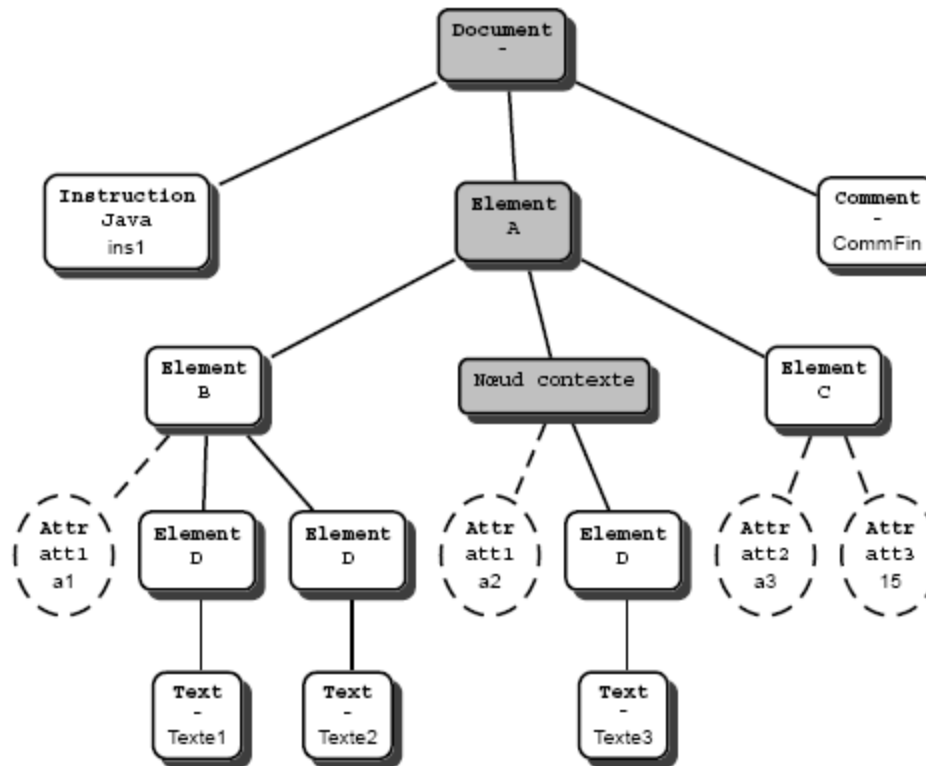 Document
-
Instruction
Java
ins1
Element
A
Comment
-
CommFin
Element
B
Nœud contexte
Element
C
Attr
att1
a1
Element
D
Element
D
Attr
att1
a2
Element
D
Attr
att2
a3
Attr
att3
15
Text
-
Texte1
Text
-
Texte2
Text
-
Texte3